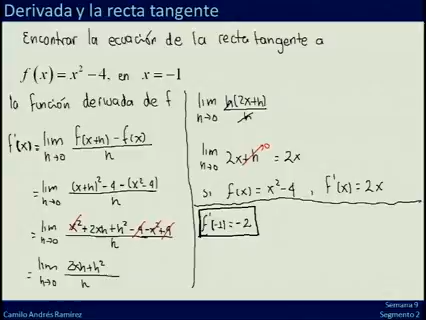 Derivada y la recta tangente
Encontrar la ecuación de la recta tangente a
f(x) = x² − 4, en x = −1
la función derivada de f
f'(x) = lim h→0 (f(x+h) − f(x)) / h
= lim h→0 ((x+h)² − 4 − (x² − 4)) / h
= lim h→0 (x² + 2xh + h² − 4 − x² + 4) / h
= lim h→0 (2xh + h²) / h
lim h→0 h(2x+h) / h
lim h→0 2x + h →0 = 2x
si f(x) = x² − 4 , f'(x) = 2x
f'(−1) = −2
Semana 9
Camilo Andrés Ramírez Segmento 2